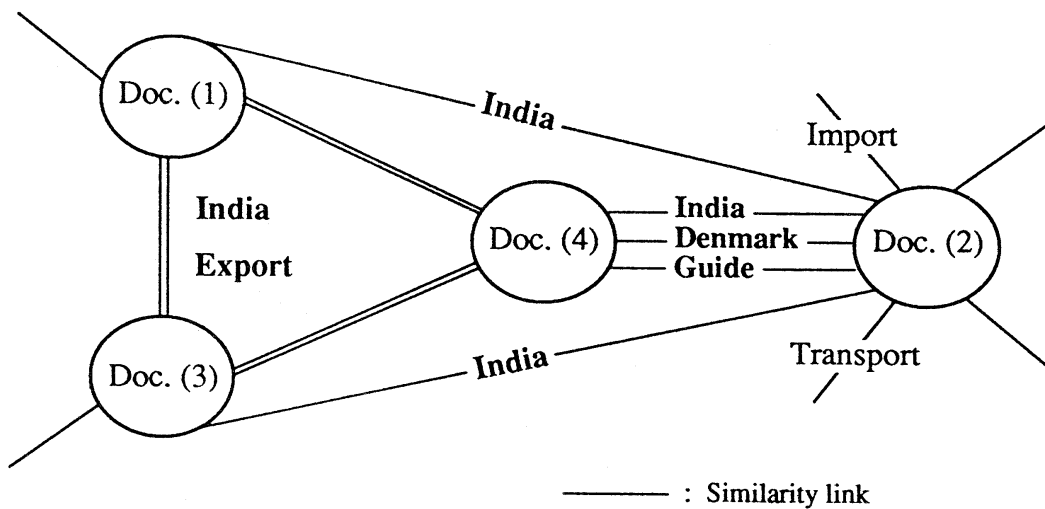 Doc. (1)
India
Import
India
Export
Doc. (4)
India
Denmark
Guide
Doc. (2)
Doc. (3)
India
Transport
: Similarity link